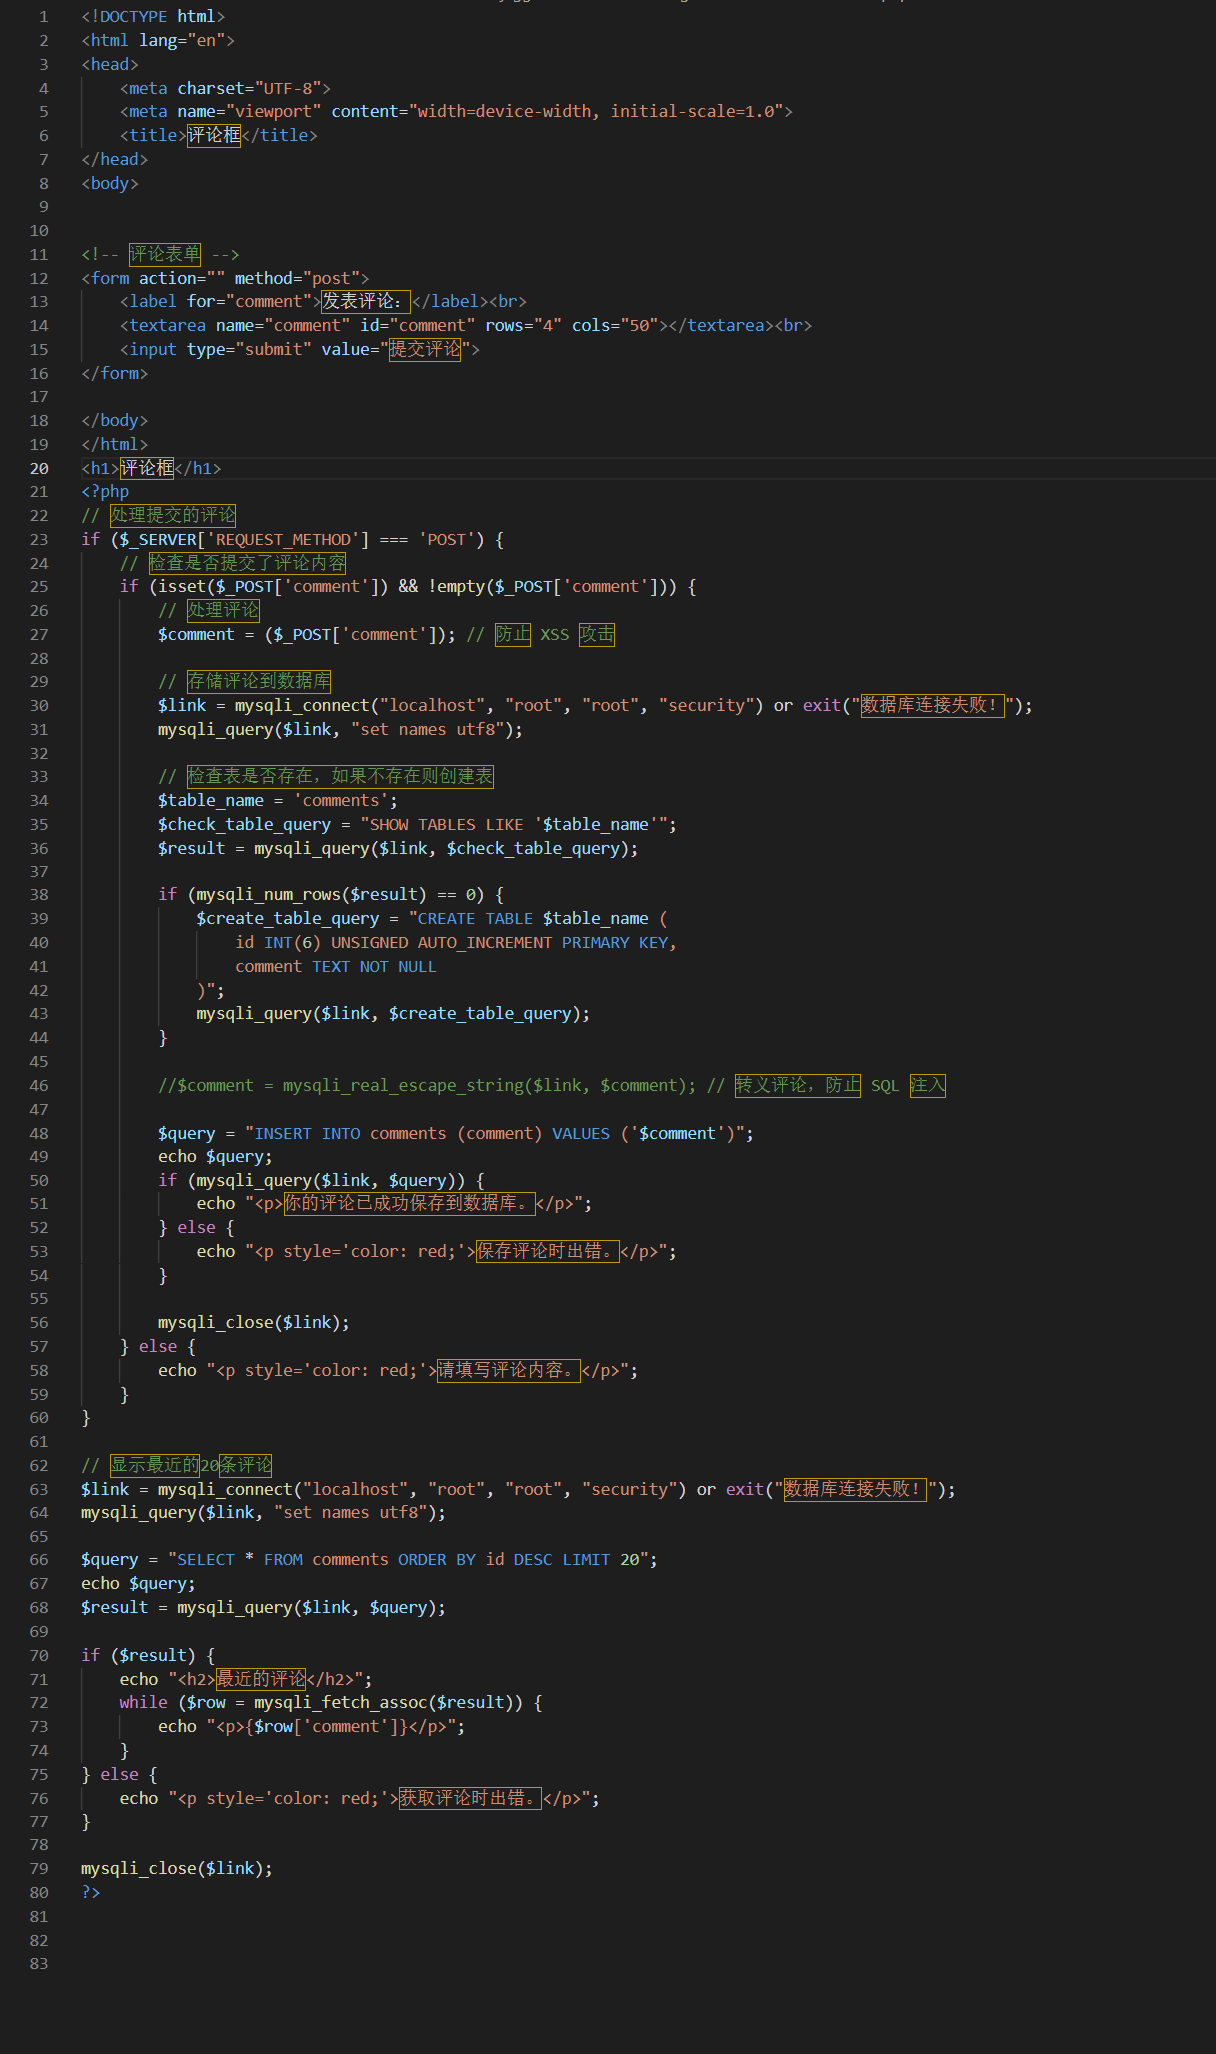 1 <!DOCTYPE html>
2 <html lang="en">
3 <head>
4     <meta charset="UTF-8">
5     <meta name="viewport" content="width=device-width, initial-scale=1.0">
6     <title>评论框</title>
7 </head>
8 <body>
9
10
11 <!-- 评论表单 -->
12 <form action="" method="post">
13     <label for="comment">发表评论：</label><br>
14     <textarea name="comment" id="comment" rows="4" cols="50"></textarea><br>
15     <input type="submit" value="提交评论">
16 </form>
17
18 </body>
19 </html>
20 <h1>评论框</h1>
21 <?php
22 // 处理提交的评论
23 if ($_SERVER['REQUEST_METHOD'] === 'POST') {
24     // 检查是否提交了评论内容
25     if (isset($_POST['comment']) && !empty($_POST['comment'])) {
26         // 处理评论
27         $comment = ($_POST['comment']); // 防止 XSS 攻击
28
29         // 存储评论到数据库
30         $link = mysqli_connect("localhost", "root", "root", "security") or exit("数据库连接失败！");
31         mysqli_query($link, "set names utf8");
32
33         // 检查表是否存在，如果不存在则创建表
34         $table_name = 'comments';
35         $check_table_query = "SHOW TABLES LIKE '$table_name'";
36         $result = mysqli_query($link, $check_table_query);
37
38         if (mysqli_num_rows($result) == 0) {
39             $create_table_query = "CREATE TABLE $table_name (
40                 id INT(6) UNSIGNED AUTO_INCREMENT PRIMARY KEY,
41                 comment TEXT NOT NULL
42             )";
43             mysqli_query($link, $create_table_query);
44         }
45
46         //$comment = mysqli_real_escape_string($link, $comment); // 转义评论，防止 SQL 注入
47
48         $query = "INSERT INTO comments (comment) VALUES ('$comment')";
49         echo $query;
50         if (mysqli_query($link, $query)) {
51             echo "<p>你的评论已成功保存到数据库。</p>";
52         } else {
53             echo "<p style='color: red;'>保存评论时出错。</p>";
54         }
55
56         mysqli_close($link);
57     } else {
58         echo "<p style='color: red;'>请填写评论内容。</p>";
59     }
60 }
61
62 // 显示最近的20条评论
63 $link = mysqli_connect("localhost", "root", "root", "security") or exit("数据库连接失败！");
64 mysqli_query($link, "set names utf8");
65
66 $query = "SELECT * FROM comments ORDER BY id DESC LIMIT 20";
67 echo $query;
68 $result = mysqli_query($link, $query);
69
70 if ($result) {
71     echo "<h2>最近的评论</h2>";
72     while ($row = mysqli_fetch_assoc($result)) {
73         echo "<p>{$row['comment']}</p>";
74     }
75 } else {
76     echo "<p style='color: red;'>获取评论时出错。</p>";
77 }
78
79 mysqli_close($link);
80 ?>
81
82
83